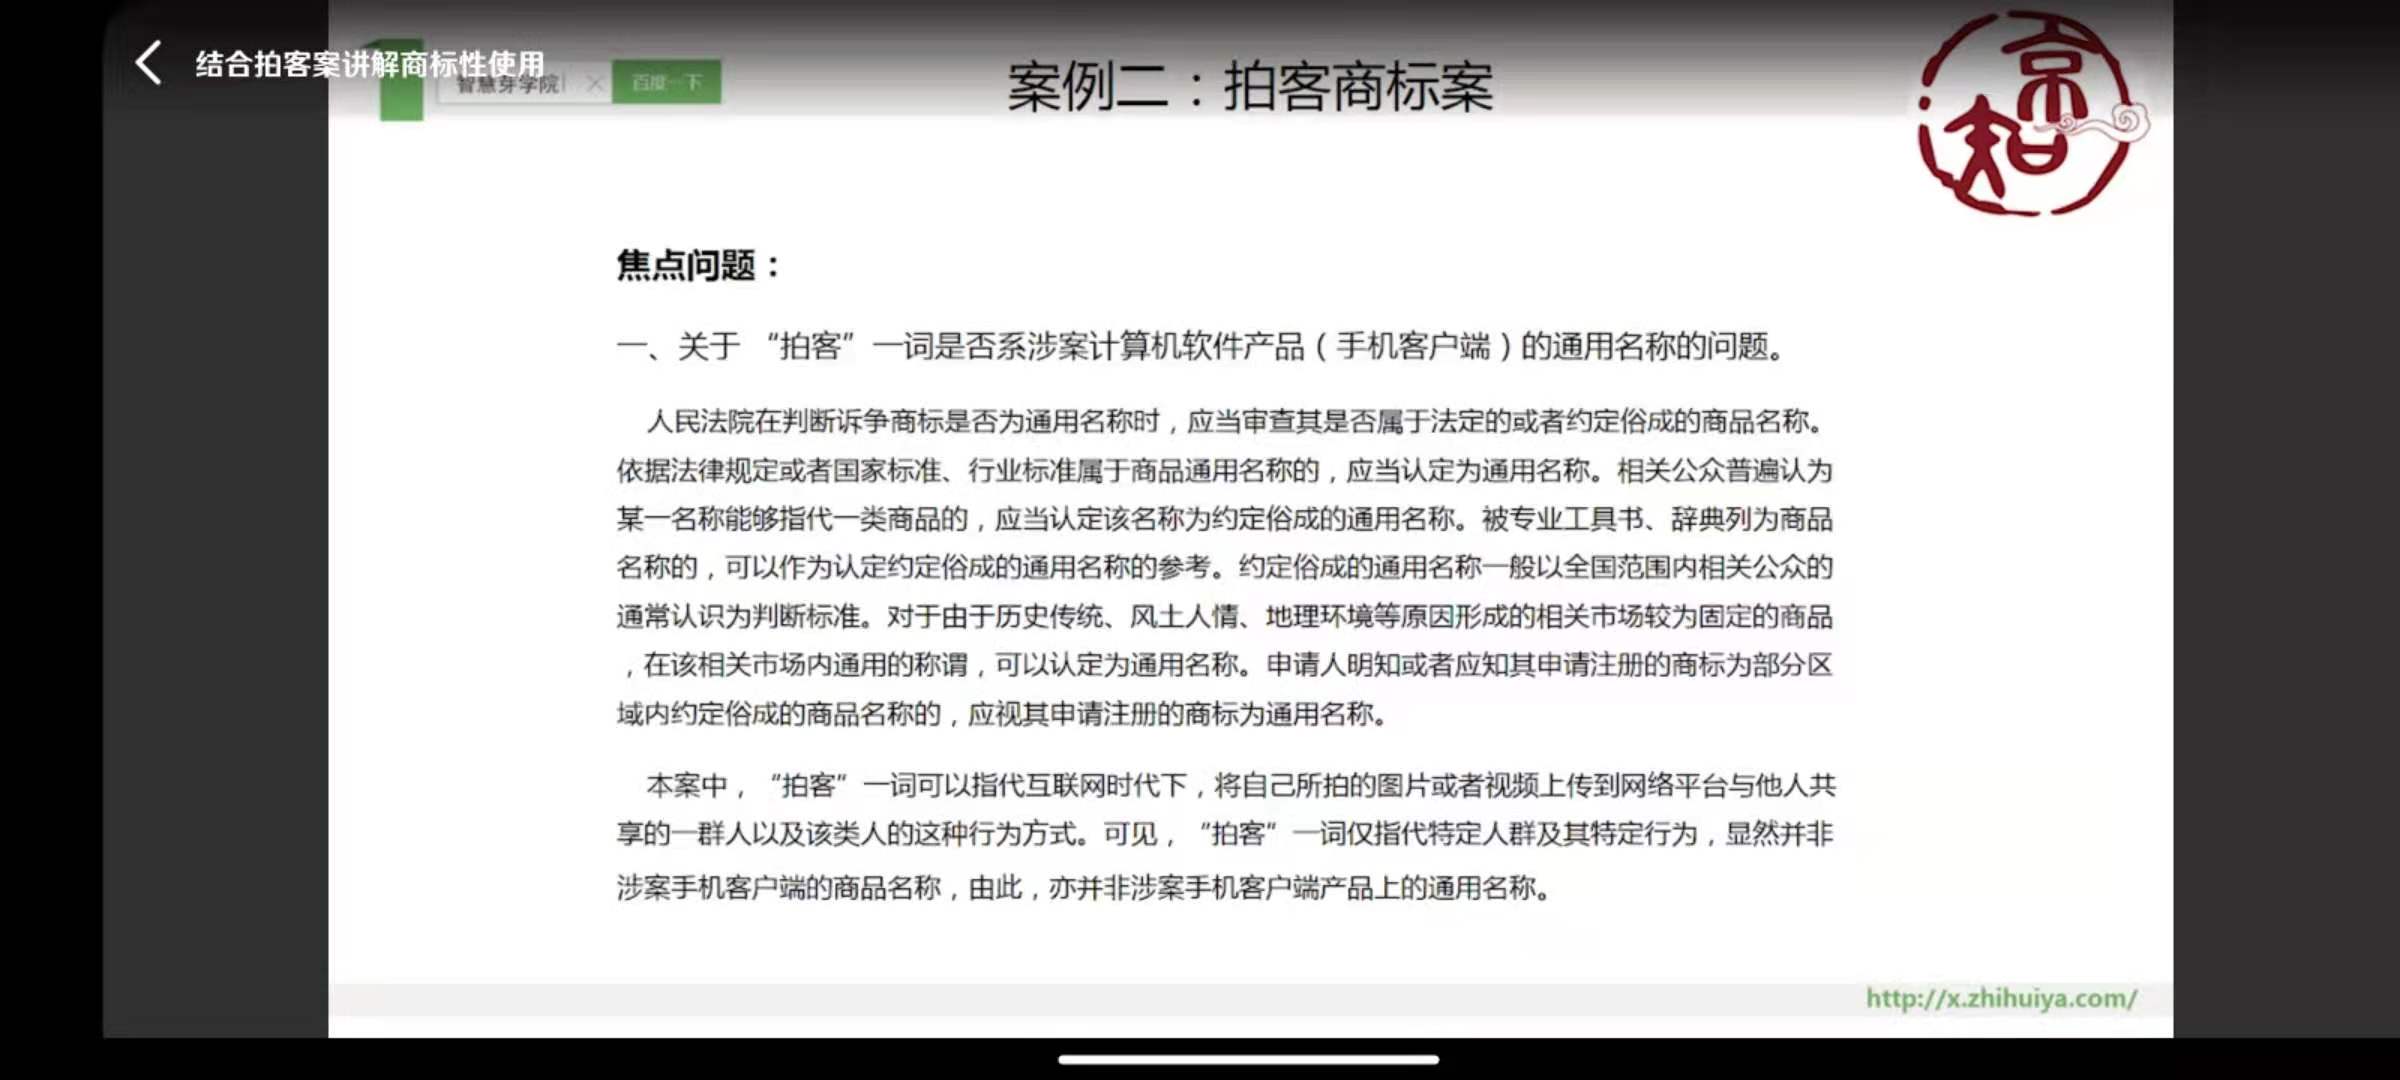 结合拍客案讲解商标性使用
智慧芽学院
百度一下
案例二：拍客商标案
京知
焦点问题：
一、关于 “拍客” 一词是否系涉案计算机软件产品（手机客户端）的通用名称的问题。
人民法院在判断诉争商标是否为通用名称时，应当审查其是否属于法定的或者约定俗成的商品名称。
依据法律规定或者国家标准、行业标准属于商品通用名称的，应当认定为通用名称。相关公众普遍认为
某一名称能够指代一类商品的，应当认定该名称为约定俗成的通用名称。被专业工具书、辞典列为商品
名称的，可以作为认定约定俗成的通用名称的参考。约定俗成的通用名称一般以全国范围内相关公众的
通常认识为判断标准。对于由于历史传统、风土人情、地理环境等原因形成的相关市场较为固定的商品
，在该相关市场内通用的称谓，可以认定为通用名称。申请人明知或者应知其申请注册的商标为部分区
域内约定俗成的商品名称的，应视其申请注册的商标为通用名称。
本案中，“拍客”一词可以指代互联网时代下，将自己所拍的图片或者视频上传到网络平台与他人共
享的一群人以及该类人的这种行为方式。可见，“拍客”一词仅指代特定人群及其特定行为，显然并非
涉案手机客户端的商品名称，由此，亦并非涉案手机客户端产品上的通用名称。
http://x.zhihuiya.com/